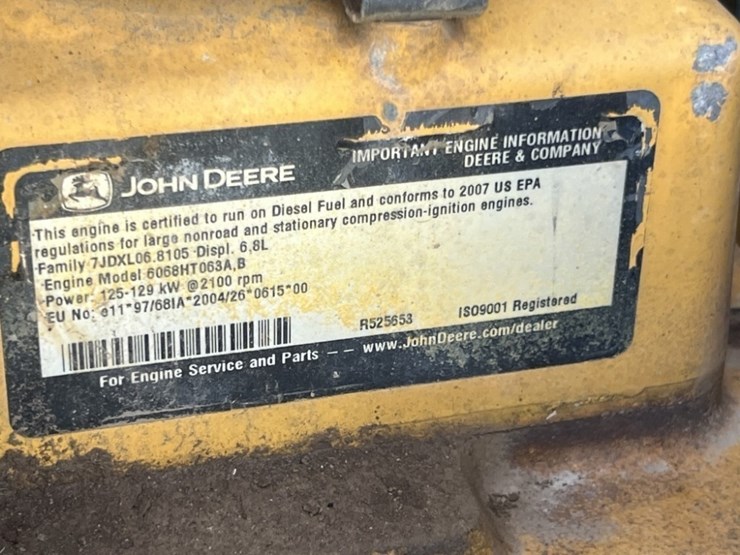 IMPORTANT ENGINE INFORMATION
DEERE & COMPANY
JOHN DEERE
This engine is certified to run on Diesel Fuel and conforms to 2007 US EPA
regulations for large nonroad and stationary compression-ignition engines.
Family 7JDXL06.8105 Displ. 6,8L
Engine Model 6068HT063A,B
Power: 125-129 kW @2100 rpm
EU No: e11*97/68IA*2004/26*0615*00
R525653 ISO9001 Registered
For Engine Service and Parts -- www.JohnDeere.com/dealer